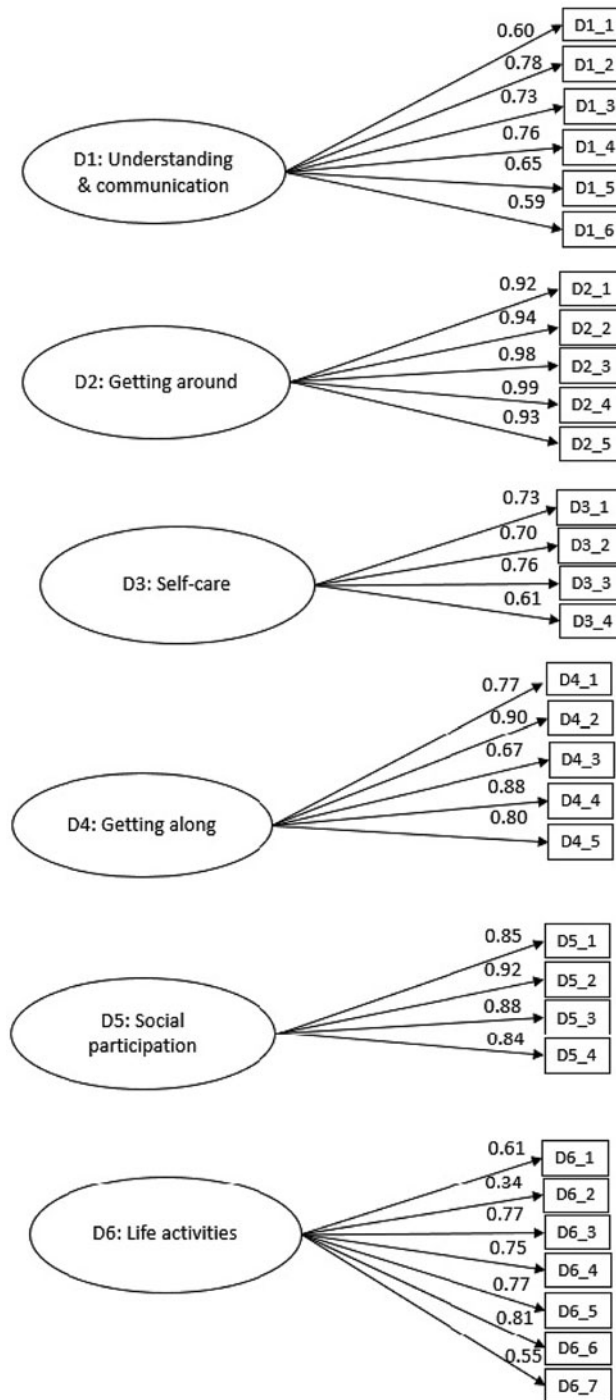 0.60
D1_1
0.78
D1_2
0.73
D1_3
0.76
D1_4
0.65
D1_5
0.59
D1_6
D1: Understanding
& communication
0.92
D2_1
0.94
D2_2
0.98
D2_3
0.99
D2_4
0.93
D2_5
D2: Getting around
0.73
D3_1
0.70
D3_2
0.76
D3_3
0.61
D3_4
D3: Self-care
0.77
D4_1
0.90
D4_2
0.67
D4_3
0.88
D4_4
0.80
D4_5
D4: Getting along
0.85
D5_1
0.92
D5_2
0.88
D5_3
0.84
D5_4
D5: Social
participation
0.61
D6_1
0.34
D6_2
0.77
D6_3
0.75
D6_4
0.77
D6_5
0.81
D6_6
0.55
D6_7
D6: Life activities